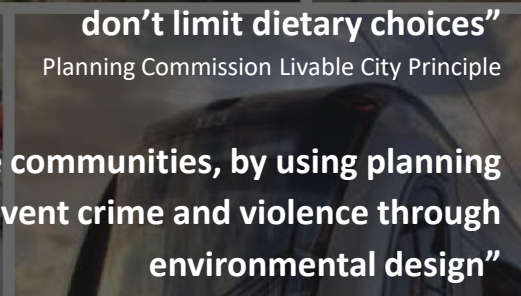 don’t limit dietary choices”
Planning Commission Livable City Principle
communities, by using planning
crime and violence through
environmental design”